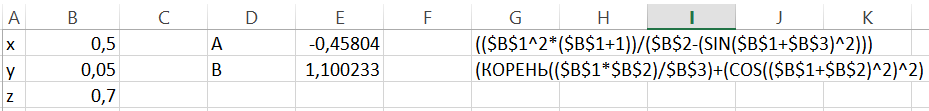 A B C D E F G H I J K
x 0,5 A -0,45804 (($B$1^2*($B$1+1))/($B$2-(SIN($B$1+$B$3)^2)))
y 0,05 B 1,100233 (КОРЕНЬ(($B$1*$B$2)/$B$3)+(COS(($B$1+$B$2)^2)^2)
z 0,7